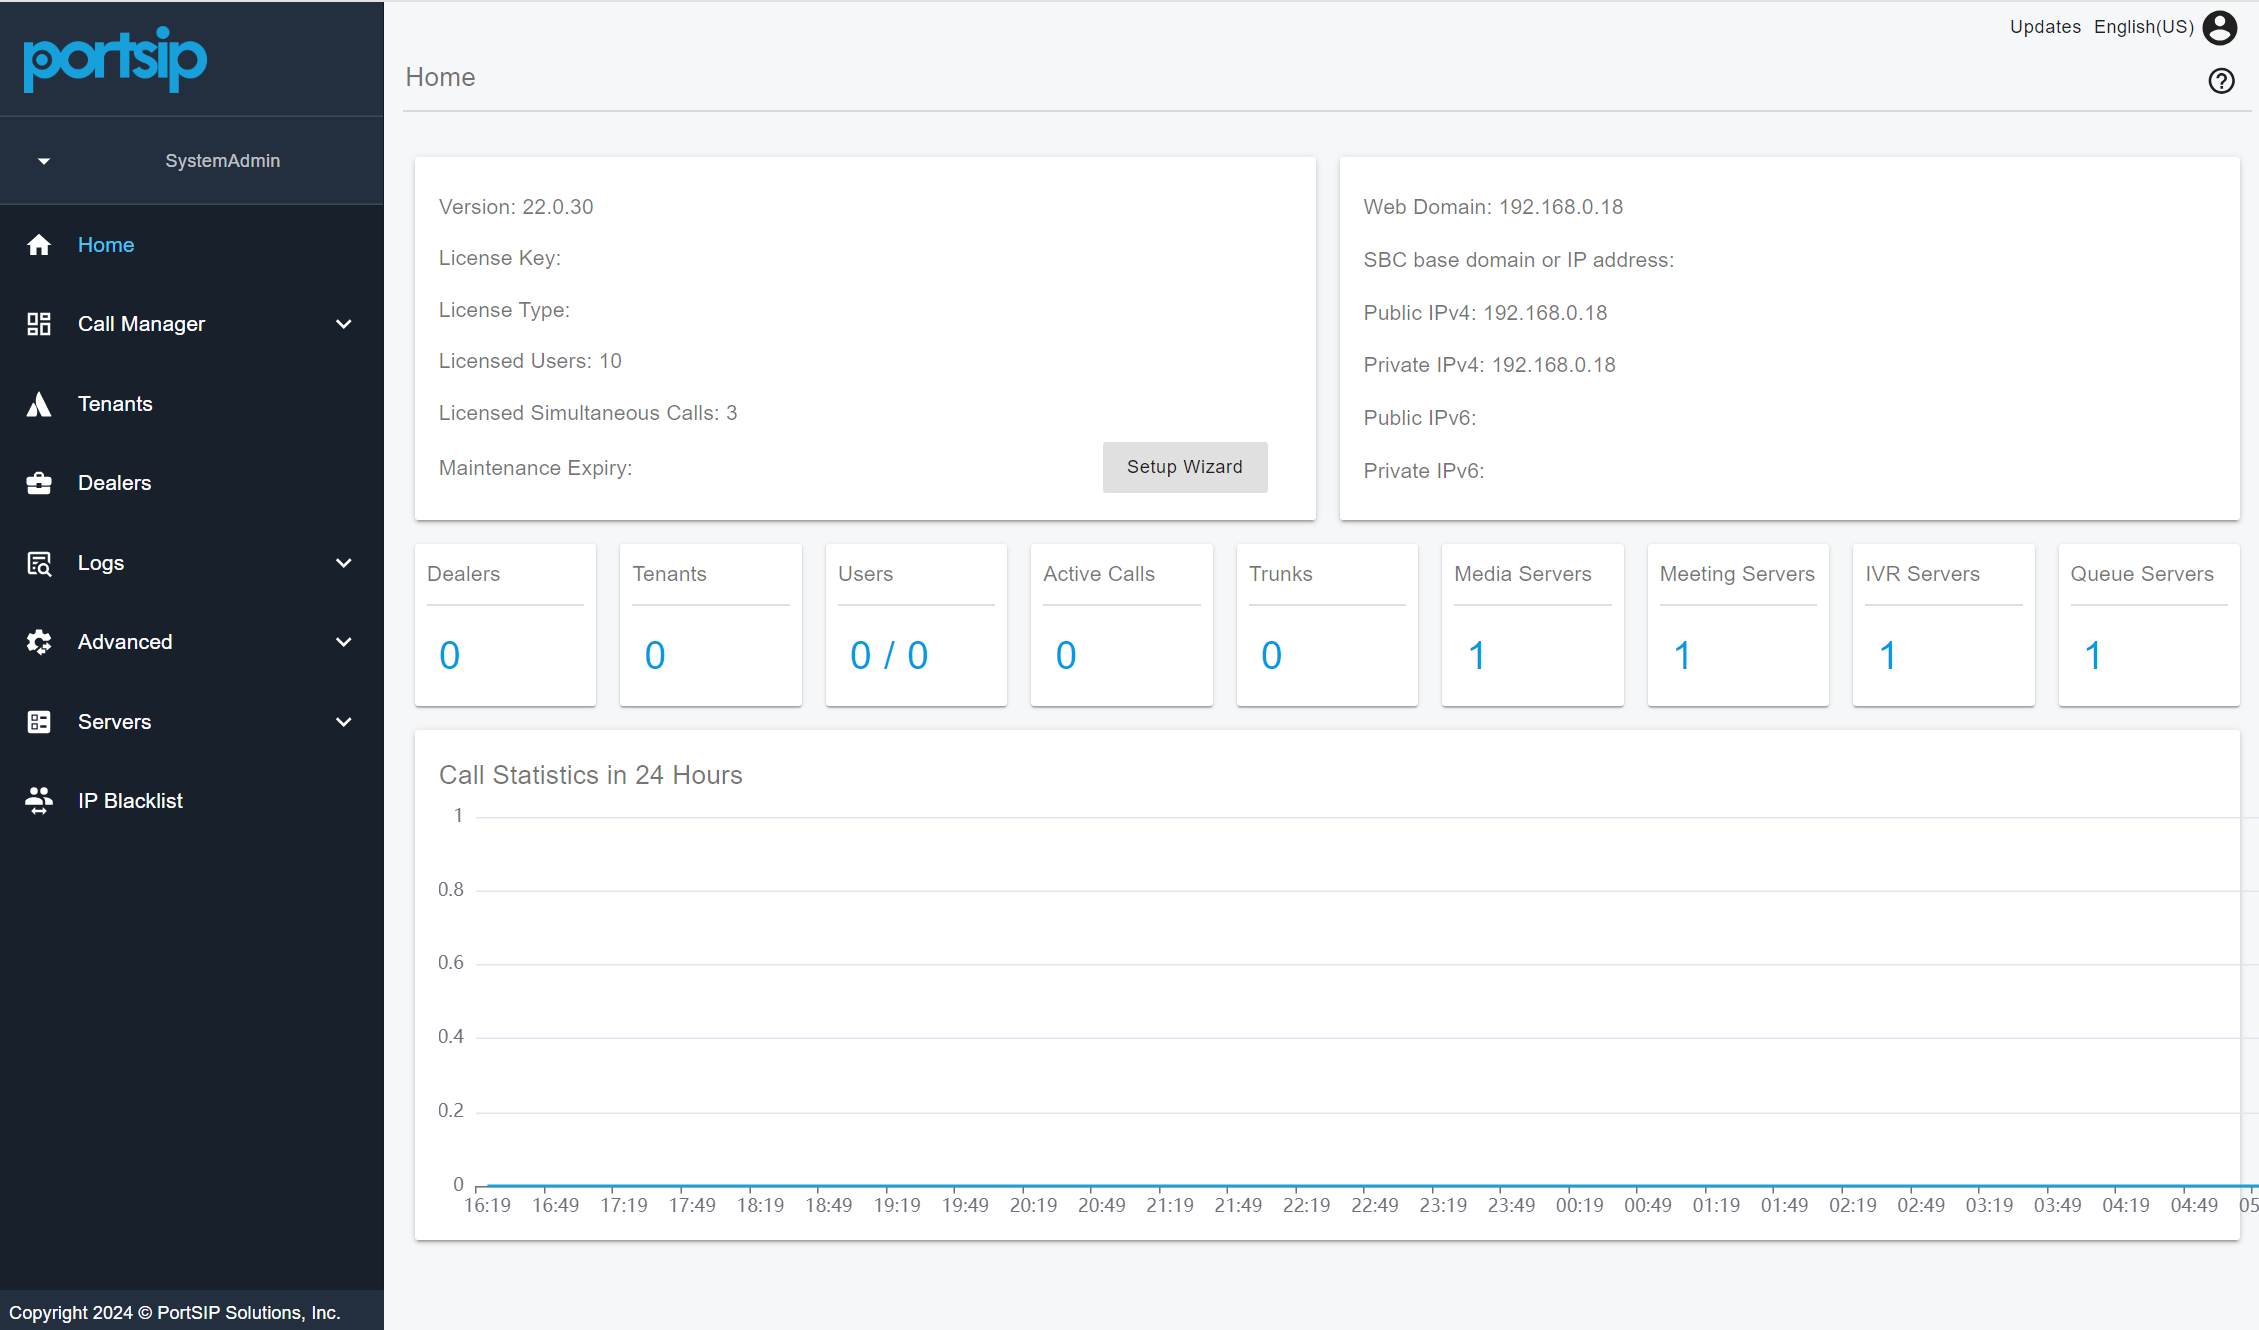 portsip
Updates English(US)
Home
SystemAdmin
Home
Call Manager
Tenants
Dealers
Logs
Advanced
Servers
IP Blacklist
Copyright 2024 © PortSIP Solutions, Inc.
Version: 22.0.30
License Key:
License Type:
Licensed Users: 10
Licensed Simultaneous Calls: 3
Maintenance Expiry:
Setup Wizard
Web Domain: 192.168.0.18
SBC base domain or IP address:
Public IPv4: 192.168.0.18
Private IPv4: 192.168.0.18
Public IPv6:
Private IPv6:
Dealers
0
Tenants
0
Users
0 / 0
Active Calls
0
Trunks
0
Media Servers
1
Meeting Servers
1
IVR Servers
1
Queue Servers
1
Call Statistics in 24 Hours
1
0.8
0.6
0.4
0.2
0
16:19 16:49 17:19 17:49 18:19 18:49 19:19 19:49 20:19 20:49 21:19 21:49 22:19 22:49 23:19 23:49 00:19 00:49 01:19 01:49 02:19 02:49 03:19 03:49 04:19 04:49 05